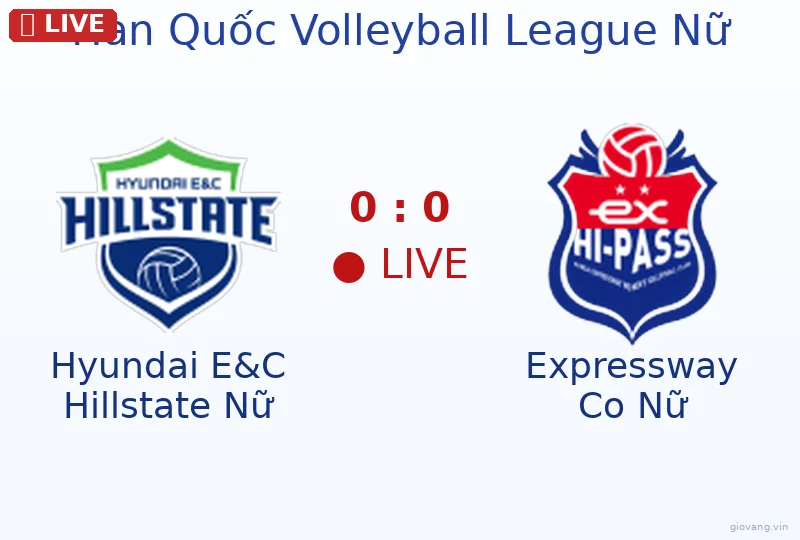 LIVE
Hàn Quốc Volleyball League Nữ
HYUNDAI E&C
HILLSTATE
0 : 0
● LIVE
ex
HI-PASS
Hyundai E&C
Hillstate Nữ
Expressway
Co Nữ
giovang.vin